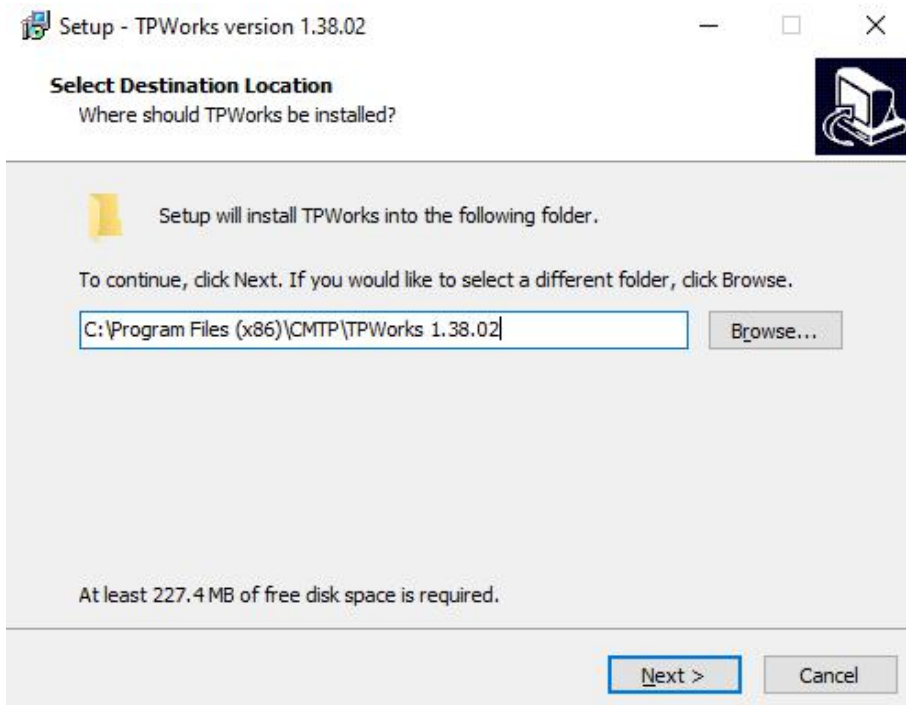 Setup - TPWorks version 1.38.02
Select Destination Location
Where should TPWorks be installed?
Setup will install TPWorks into the following folder.
To continue, click Next. If you would like to select a different folder, click Browse.
C:\Program Files (x86)\CMTP\TPWorks 1.38.02
Browse...
At least 227.4 MB of free disk space is required.
Next >
Cancel